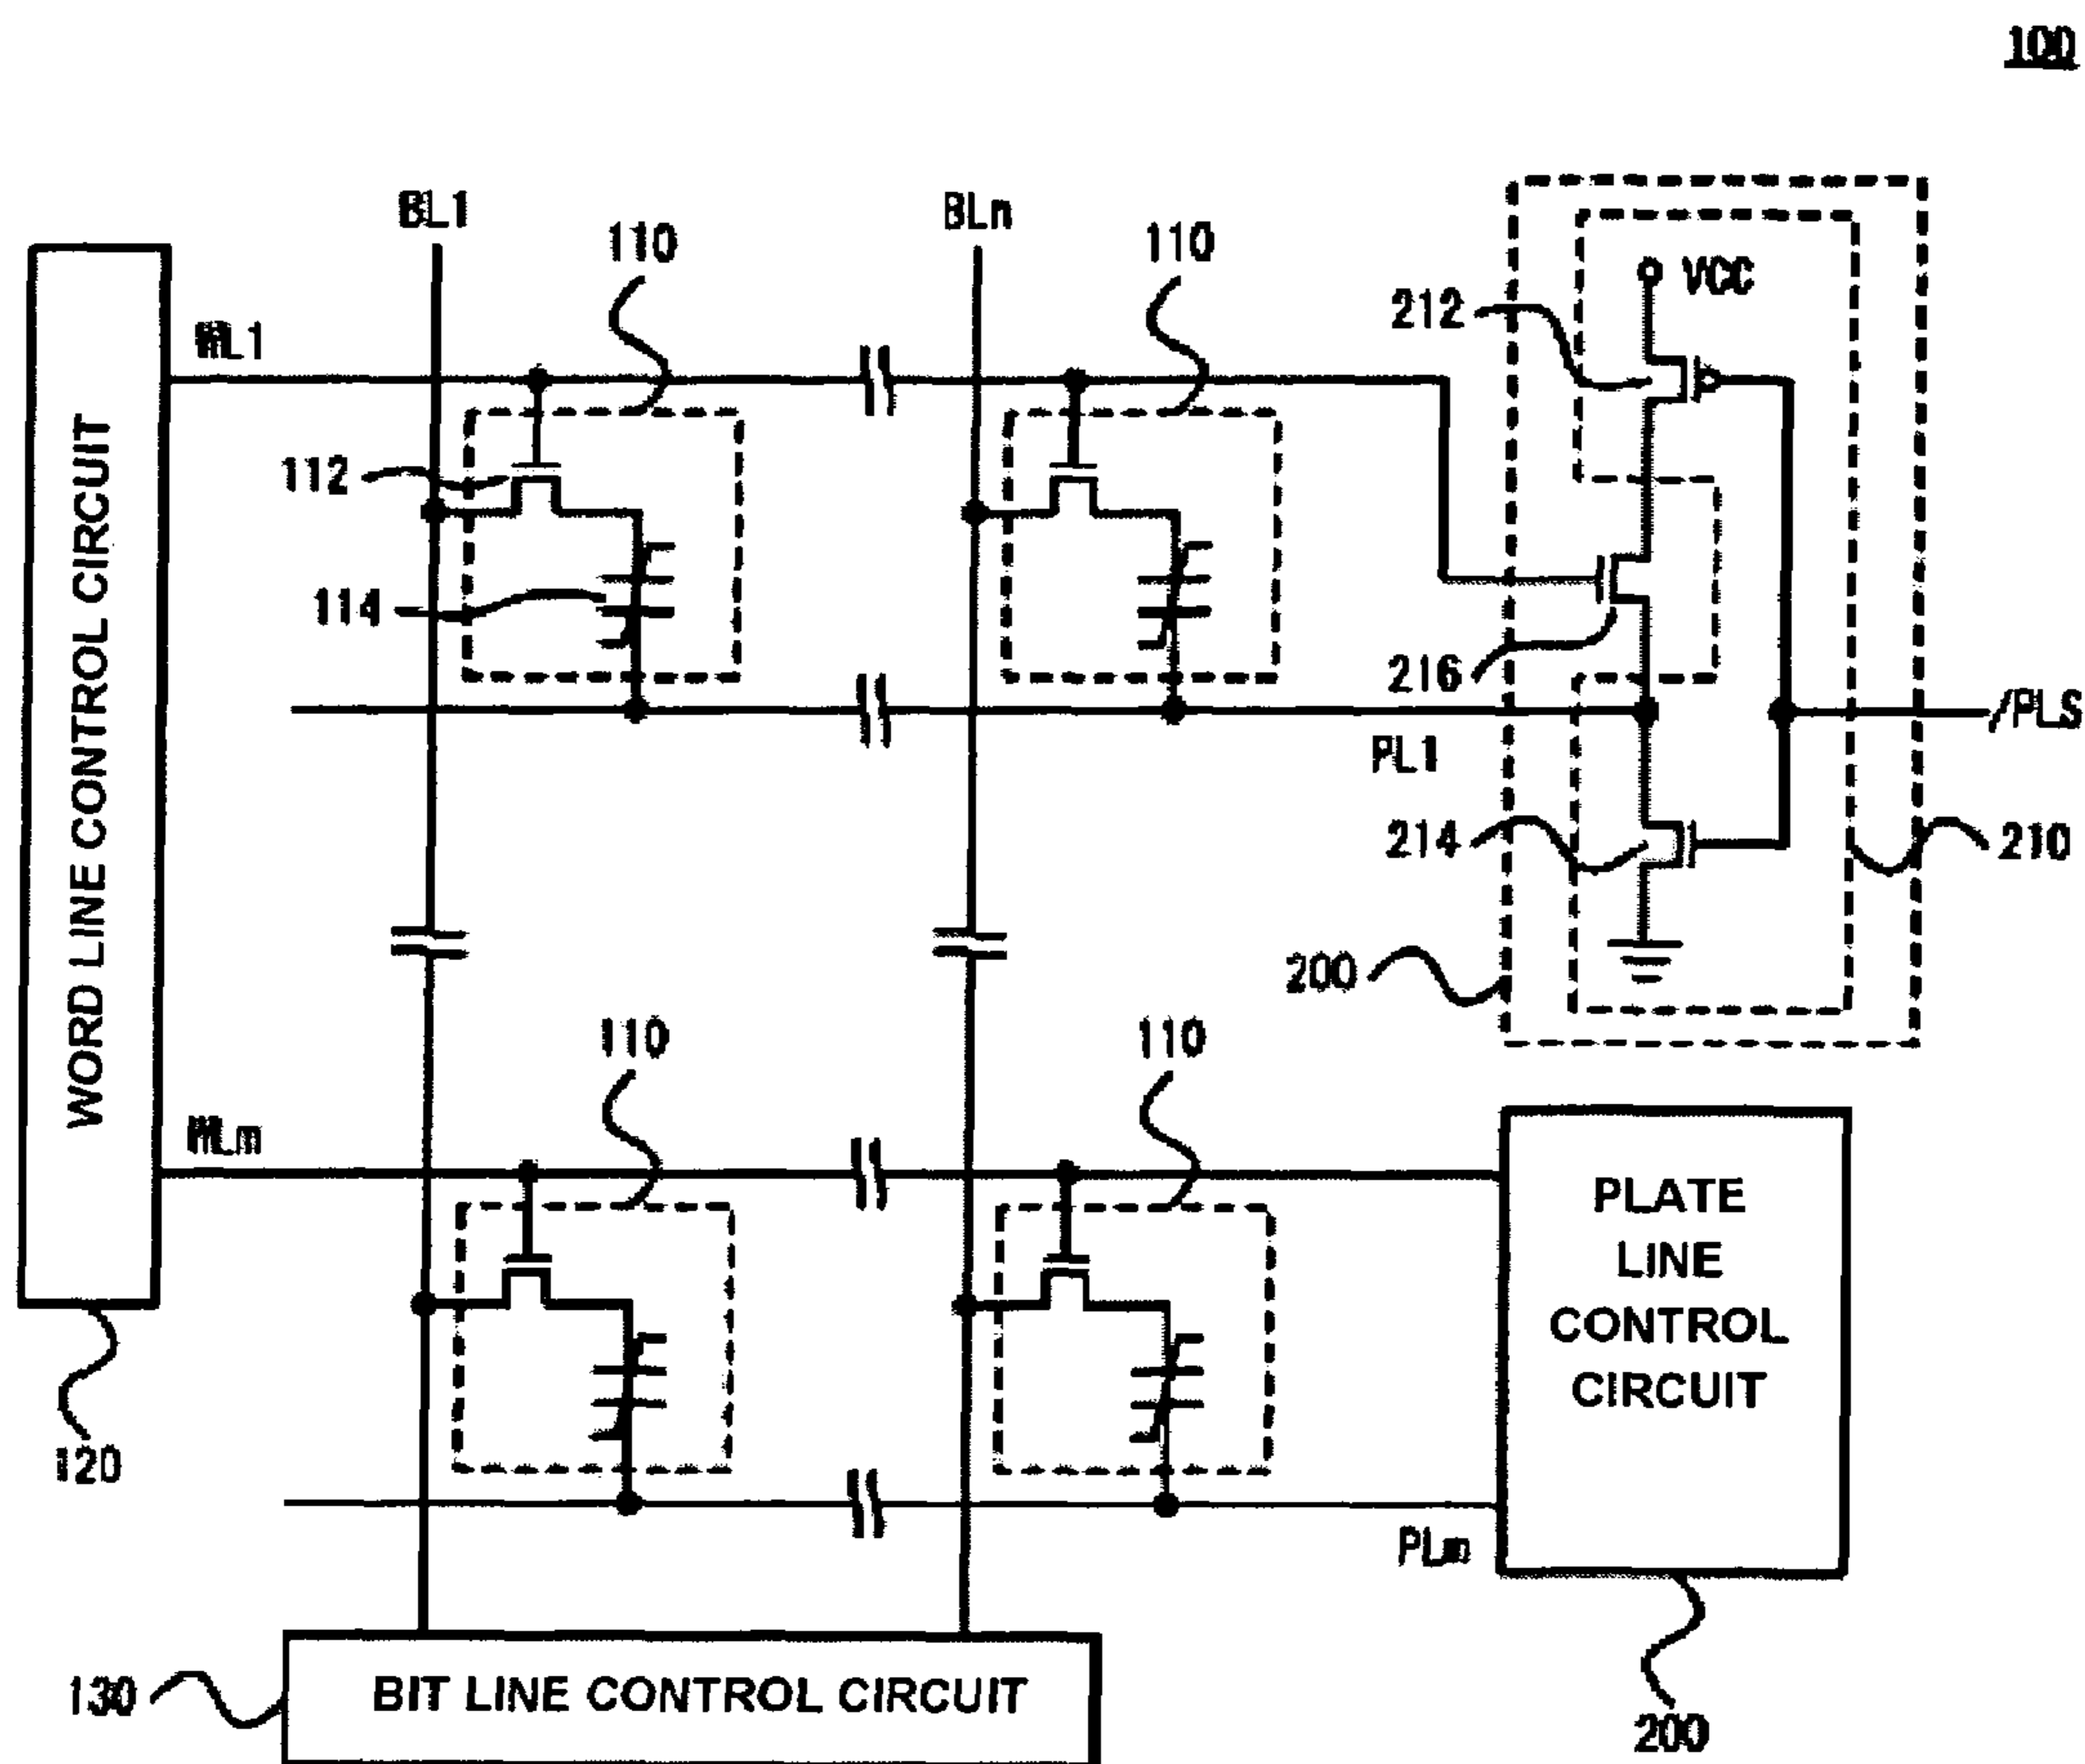 100
BL1
BLn
110
110
VCC
212
WL1
112
114
216
/PLS
PL1
214
210
200
110
110
WLm
WORD LINE CONTROL CIRCUIT
PLATE
LINE
CONTROL
CIRCUIT
120
PLm
BIT LINE CONTROL CIRCUIT
130
200